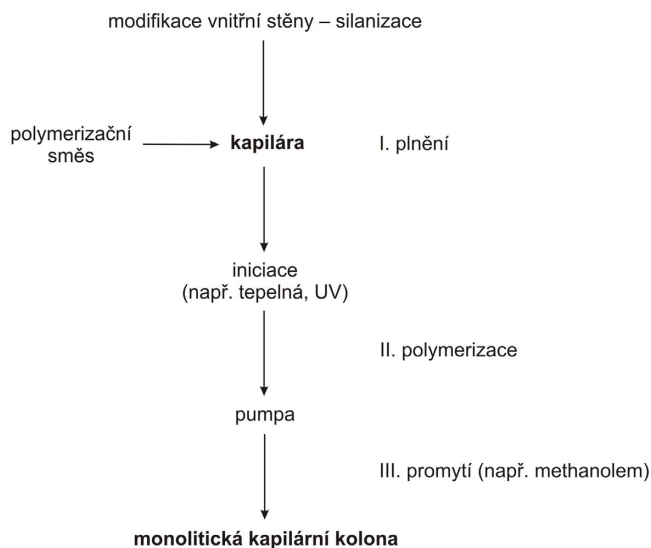 modifikace vnitřní stěny – silanizace
polymerizační
směs
kapilára
I. plnění
iniciace
(např. tepelná, UV)
II. polymerizace
pumpa
III. promytí (např. methanolem)
monolitická kapilární kolona